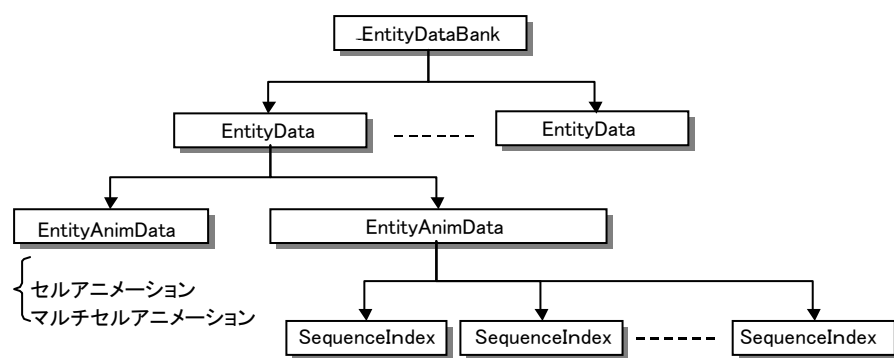 EntityDataBank
EntityData
EntityData
EntityAnimData
EntityAnimData
セルアニメーション
マルチセルアニメーション
SequenceIndex
SequenceIndex
SequenceIndex